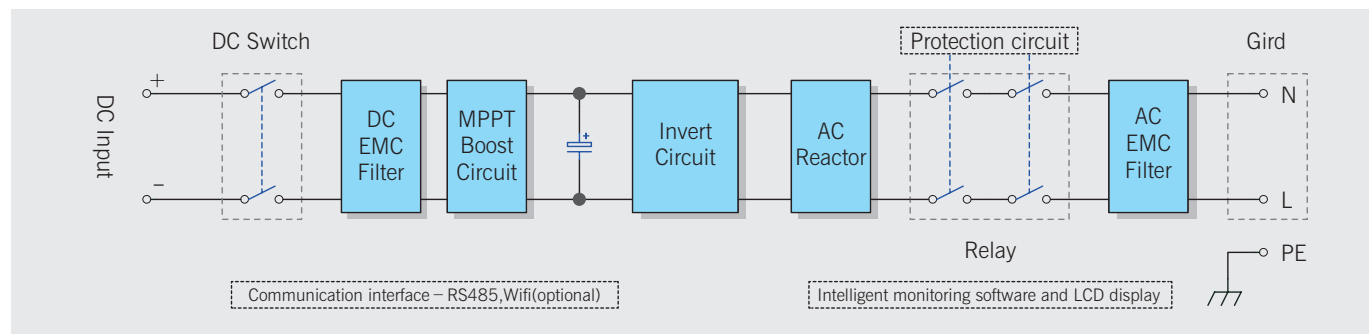 DC Switch
Protection circuit
Gird
DC Input
+
−
DC
EMC
Filter
MPPT
Boost
Circuit
+
Invert
Circuit
AC
Reactor
AC
EMC
Filter
N
L
Relay
PE
Communication interface – RS485,Wifi(optional)
Intelligent monitoring software and LCD display